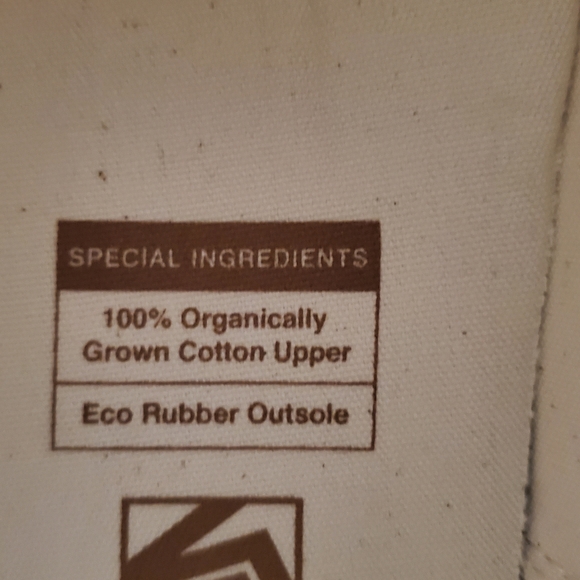 SPECIAL INGREDIENTS
100% Organically
Grown Cotton Upper
Eco Rubber Outsole